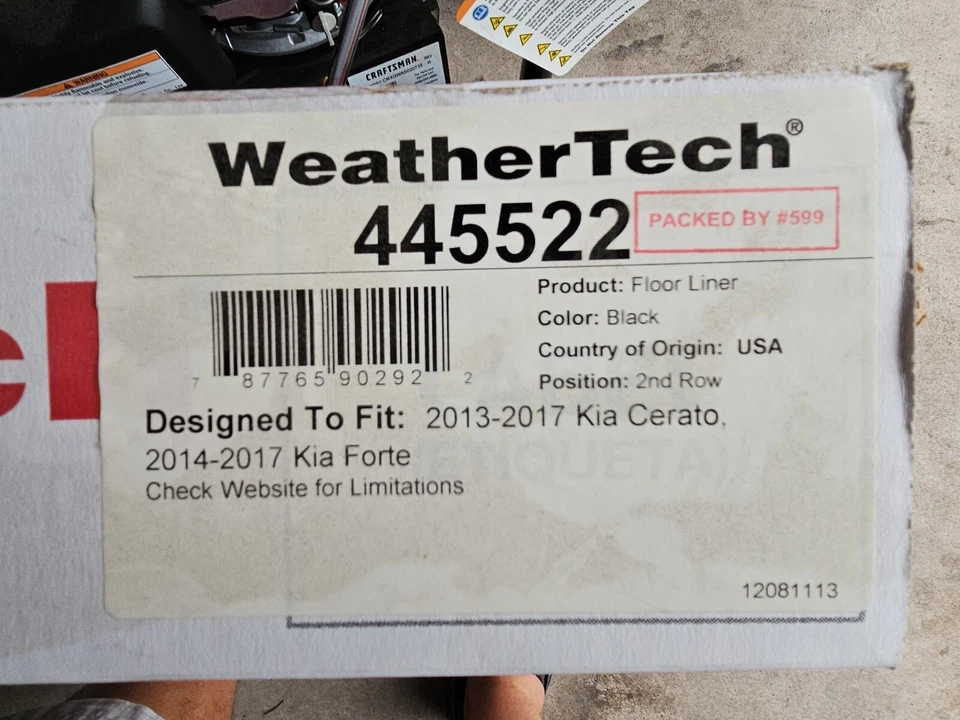 WARNING
CRAFTSMAN
REV
WeatherTech®
445522
PACKED BY #599
Product: Floor Liner
Color: Black
Country of Origin: USA
Position: 2nd Row
7 87765 90292 2
Designed To Fit: 2013-2017 Kia Cerato,
2014-2017 Kia Forte
Check Website for Limitations
12081113